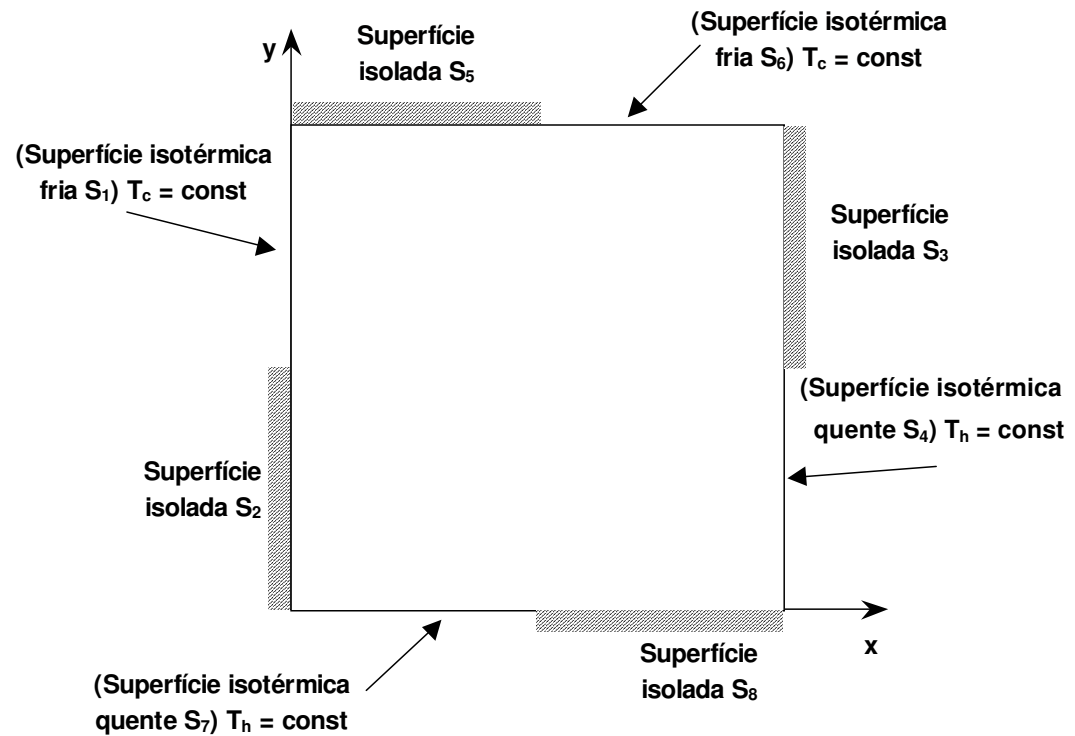 y
Superfície
isolada S₅
(Superfície isotérmica
fria S₆) T꜀ = const
(Superfície isotérmica
fria S₁) T꜀ = const
Superfície
isolada S₃
(Superfície isotérmica
quente S₄) Tₕ = const
Superfície
isolada S₂
x
Superfície
isolada S₈
(Superfície isotérmica
quente S₇) Tₕ = const